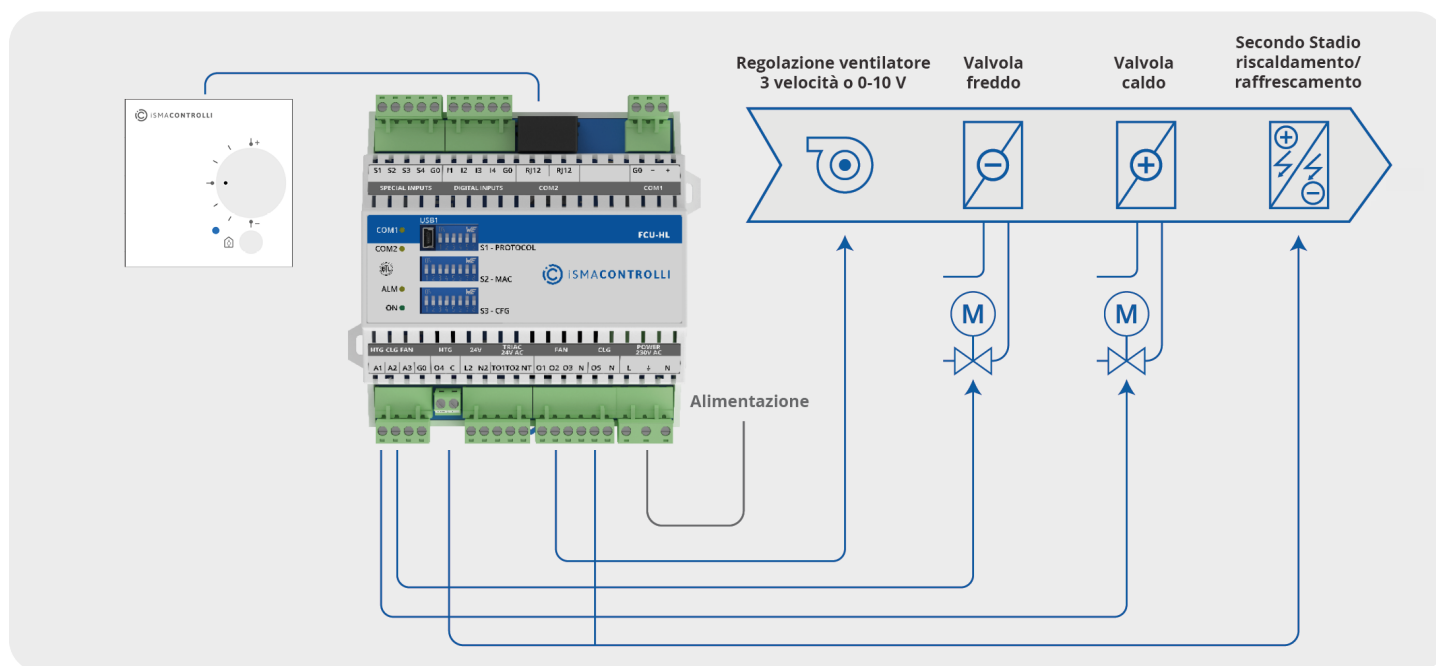 Regolazione ventilatore
3 velocità o 0-10 V
Valvola
freddo
Valvola
caldo
Secondo Stadio
riscaldamento/
raffrescamento
iSMACONTROLLI
S1 S2 S3 S4 G0 I1 I2 I3 I4 G0 RJ12 RJ12 G0 - +
SPECIAL INPUTS DIGITAL INPUTS COM2 COM1
USB1
COM1
FCU-HL
COM2
S1 - PROTOCOL
iSMACONTROLLI
S2 - MAC
ALM
ON
S3 - CFG
HTG CLG FAN HTG 24V TRIAC 24V AC FAN CLG POWER 230V AC
A1 A2 A3 G0 O4 C L2 N2 TO1 TO2 NT O1 O2 O3 N O5 N L N
Alimentazione
M
M